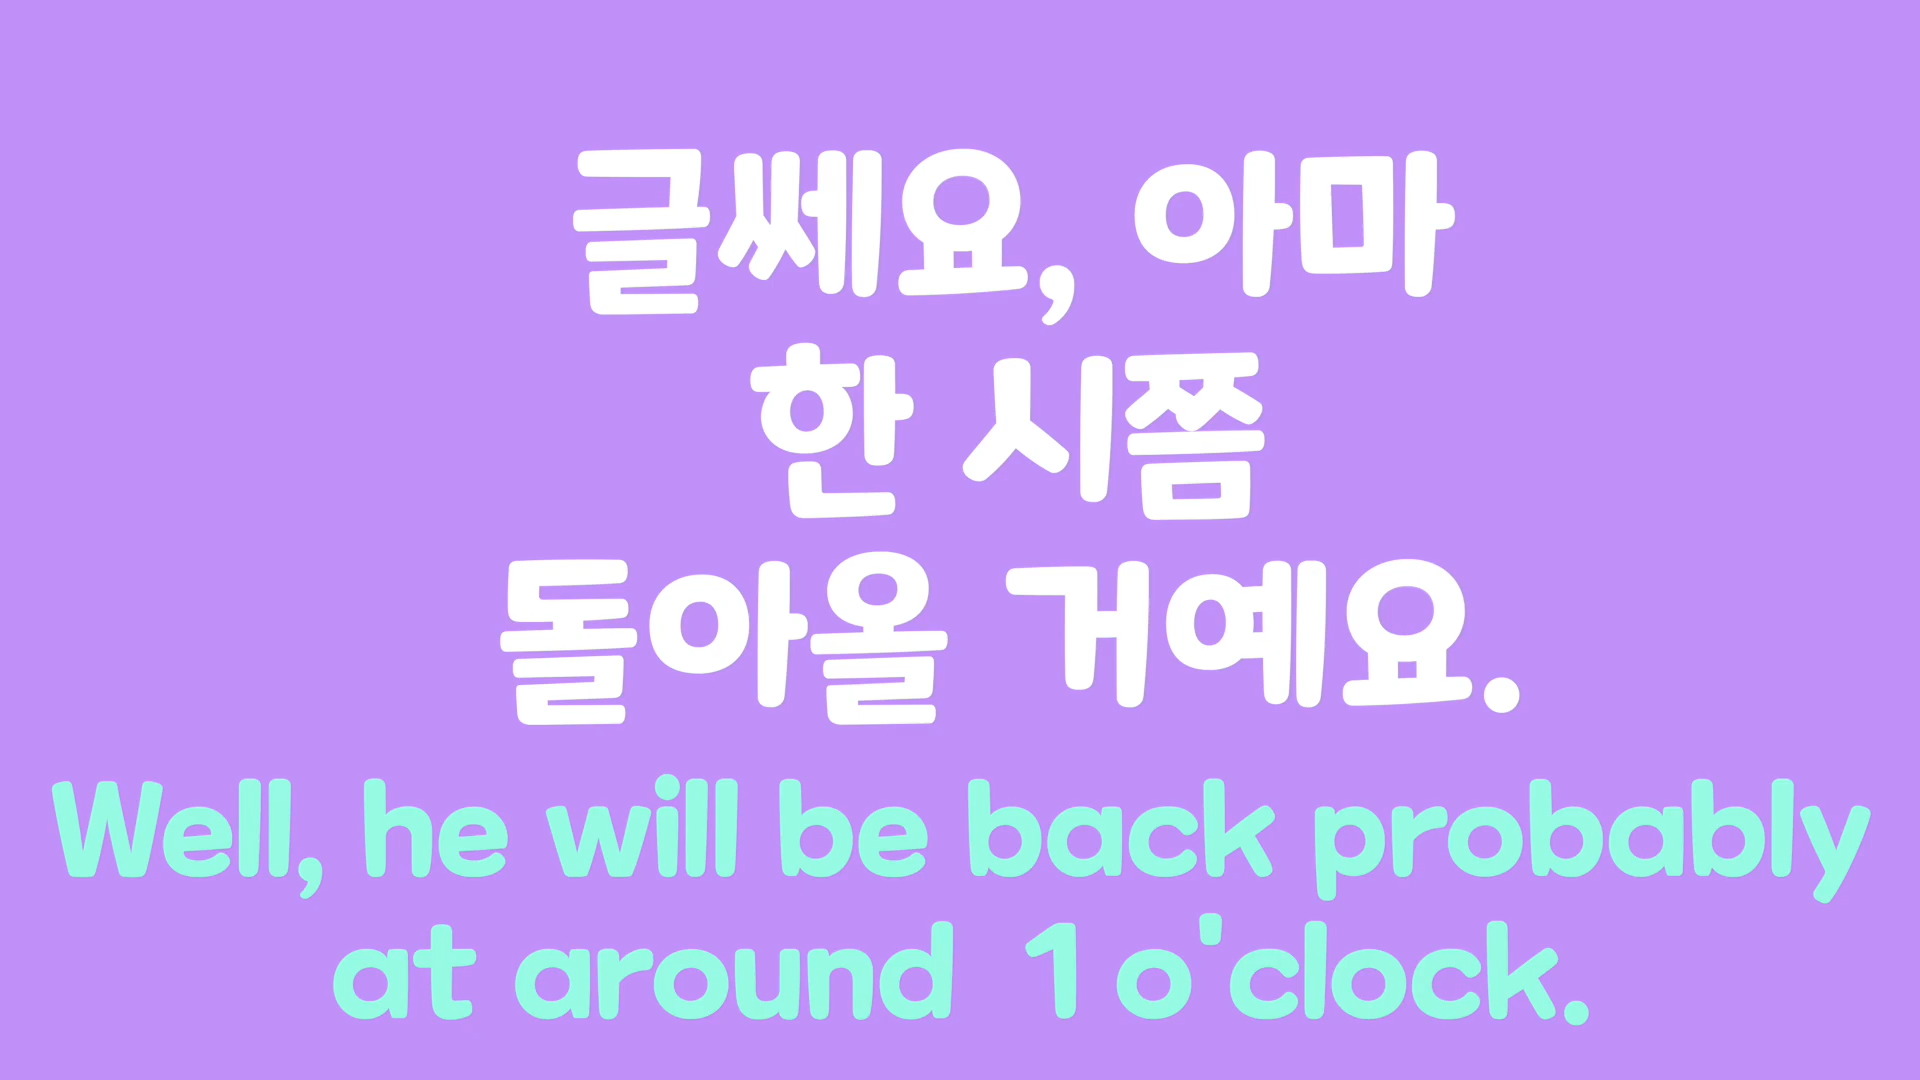 글쎄요, 아마
한 시쯤
돌아올 거예요.
Well, he will be back probably
at around 1 o'clock.